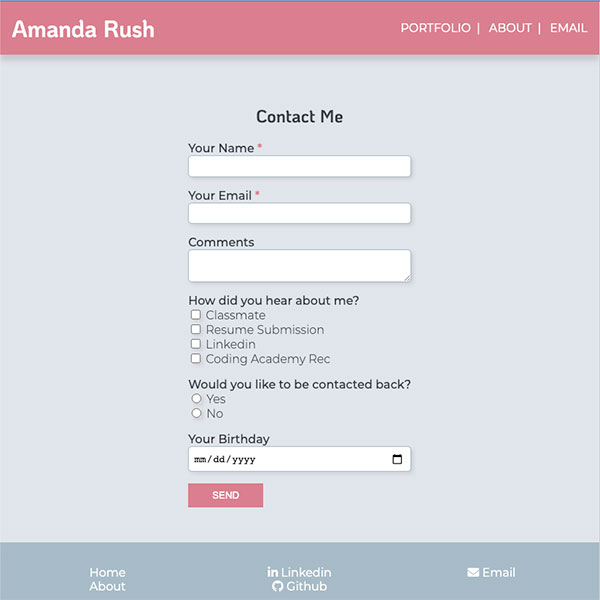 Amanda Rush
PORTFOLIO | ABOUT | EMAIL
Contact Me
Your Name *
Your Email *
Comments
How did you hear about me?
Classmate
Resume Submission
Linkedin
Coding Academy Rec
Would you like to be contacted back?
Yes
No
Your Birthday
mm/dd/yyyy
SEND
Home
About
Linkedin
Github
Email